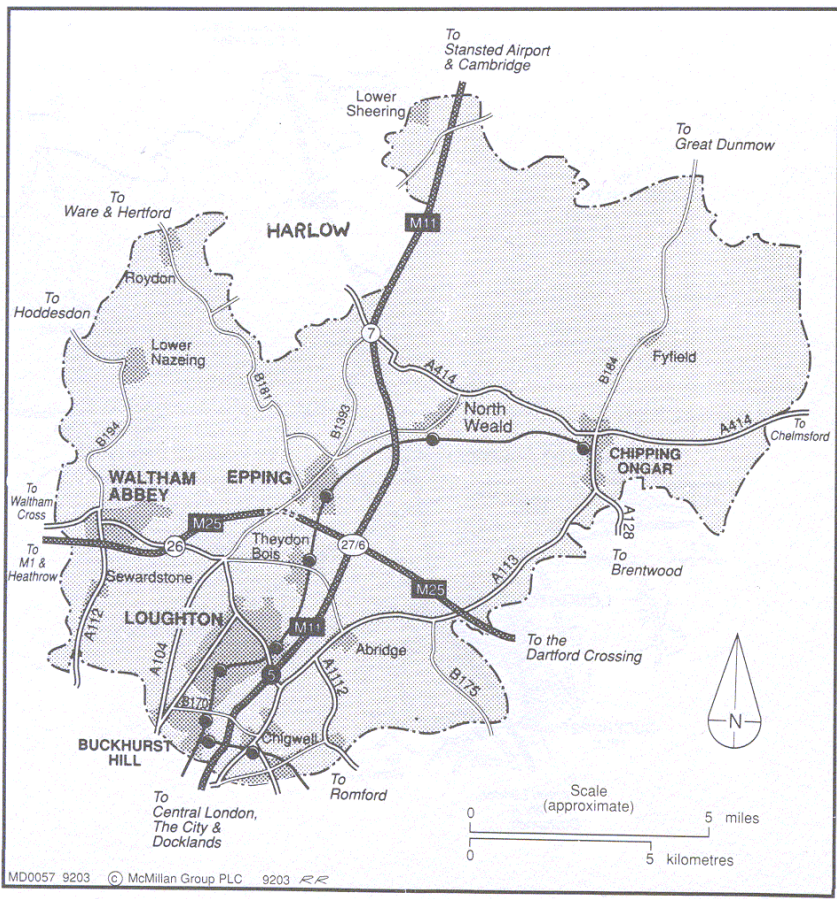 To
Stansted Airport
& Cambridge
Lower
Sheering
To
Great Dunmow
To
Ware & Hertford
HARLOW
M11
Roydon
To
Hoddesdon
7
Lower
Nazeing
Fyfield
B184
A414
B181
B1393
North
Weald
A414
To
Chelmsford
B194
CHIPPING
ONGAR
WALTHAM
ABBEY
EPPING
To
Waltham
Cross
M25
A128
26
Theydon
Bois
27/6
To
M1 &
Heathrow
To
Brentwood
Sewardstone
A113
M25
LOUGHTON
A112
M11
To the
Dartford Crossing
Abridge
A104
5
A1112
B175
B170
N
BUCKHURST
HILL
Chigwell
To
Romford
To
Central London,
The City &
Docklands
Scale
(approximate)
0 5 miles
0 5 kilometres
MD0057 9203 © McMillan Group PLC 9203 RR